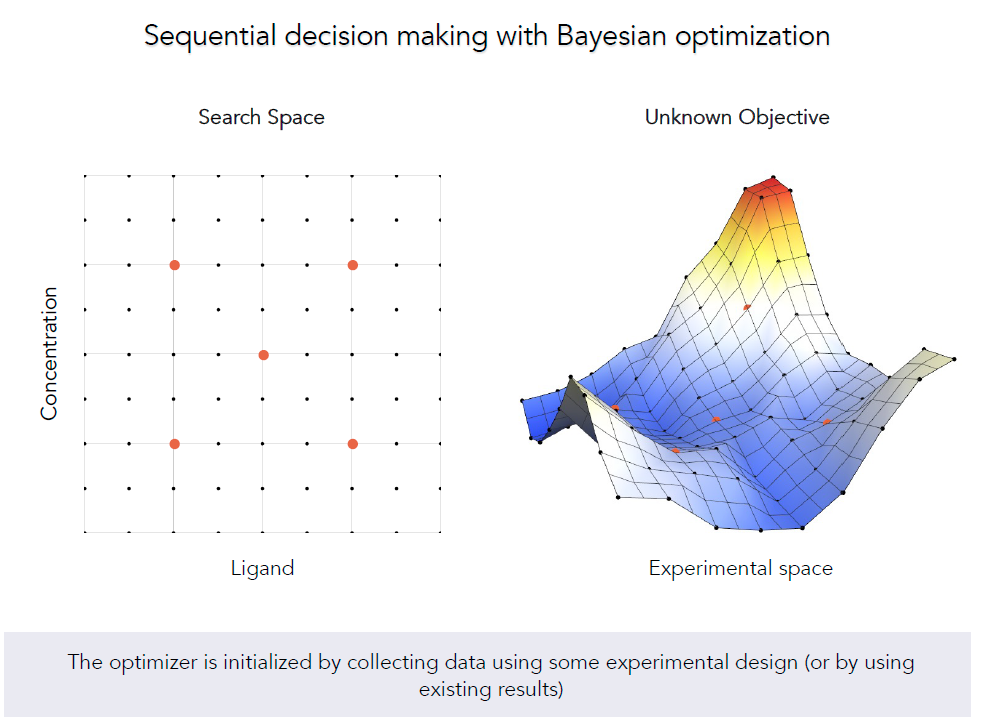 Sequential decision making with Bayesian optimization
Search Space
Unknown Objective
Concentration
Ligand
Experimental space
The optimizer is initialized by collecting data using some experimental design (or by using
existing results)